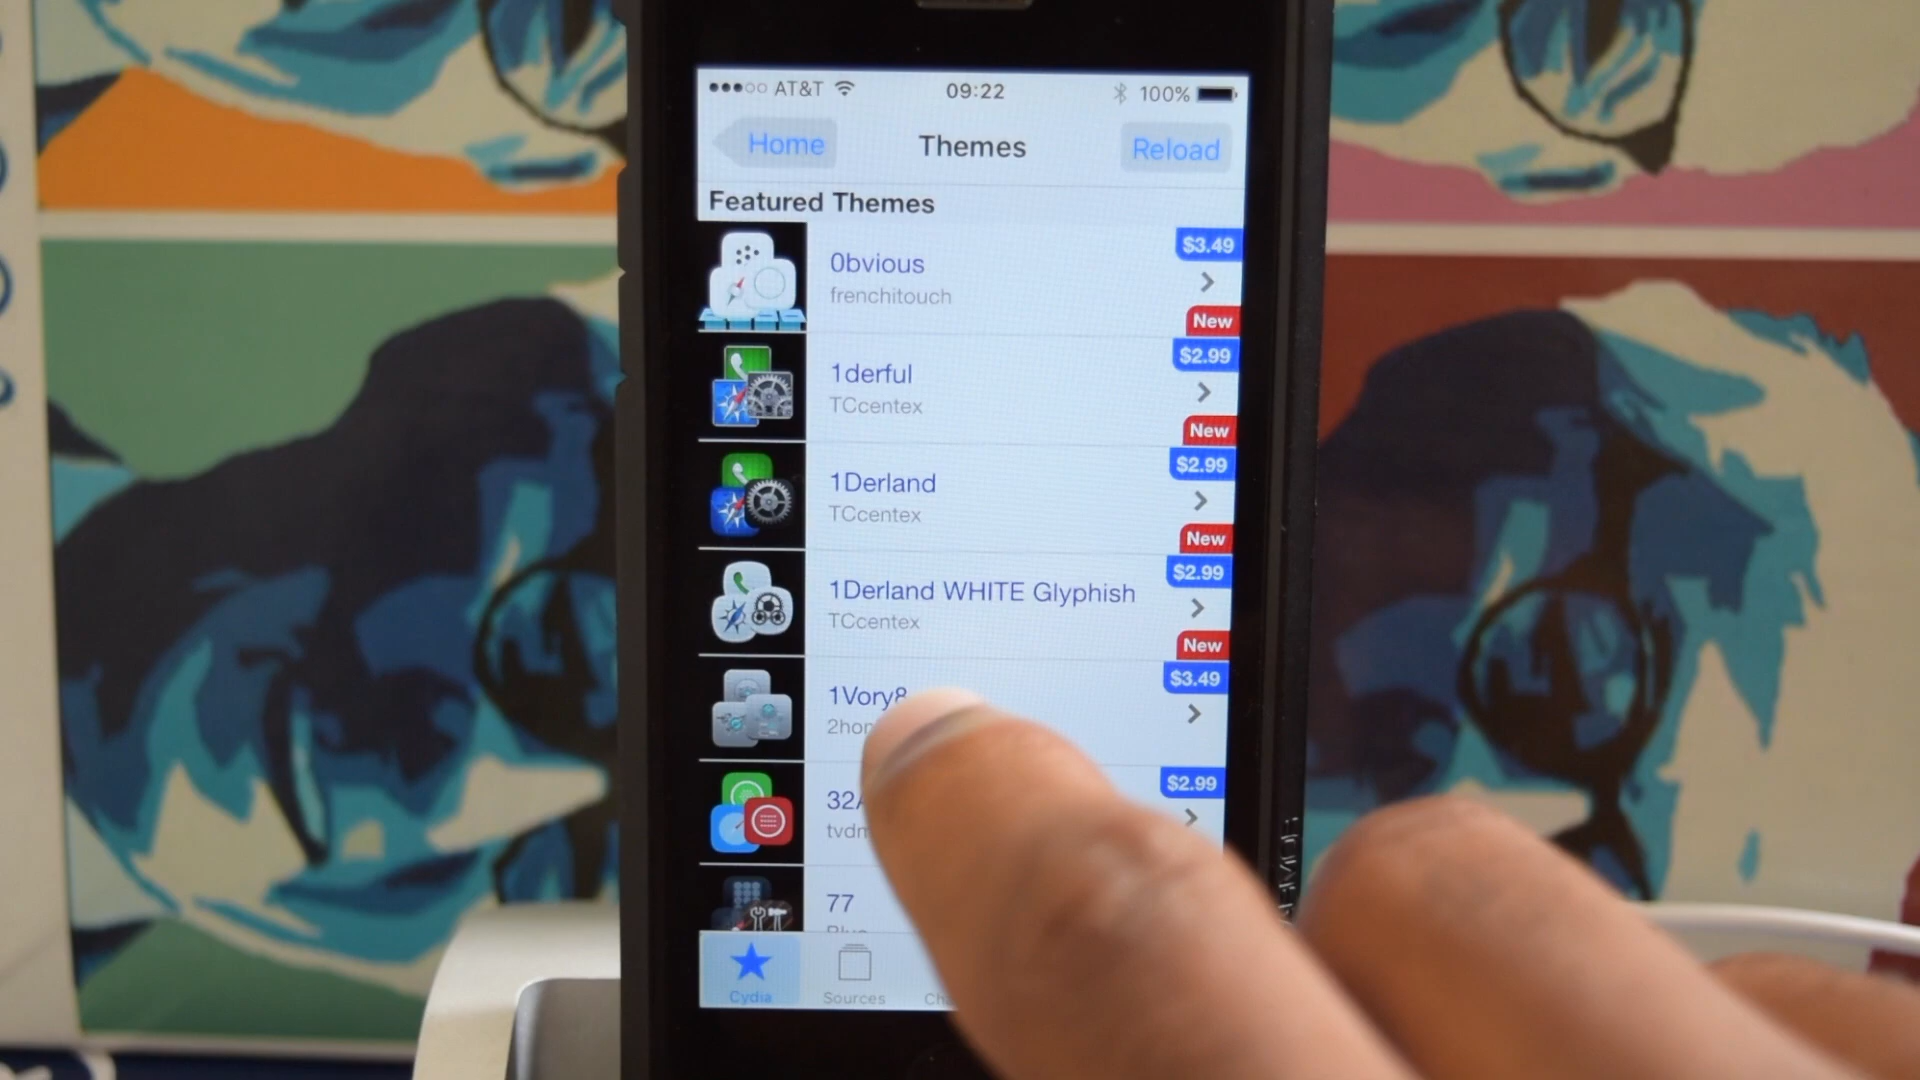 AT&T 09:22 100%
Home Themes Reload
Featured Themes
0bvious $3.49
frenchitouch
New
1derful $2.99
TCcentex
New
1Derland $2.99
TCcentex
New
1Derland WHITE Glyphish $2.99
TCcentex
New
1Vory8 $3.49
$2.99
77
Cydia Sources